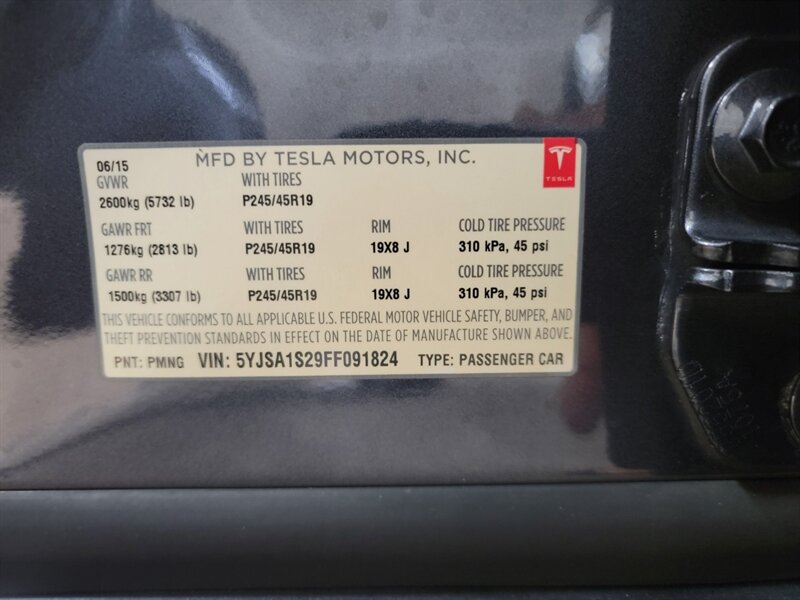 06/15 MFD BY TESLA MOTORS, INC.
TESLA
GVWR WITH TIRES
2600kg (5732 lb) P245/45R19
GAWR FRT WITH TIRES RIM COLD TIRE PRESSURE
1276kg (2813 lb) P245/45R19 19X8 J 310 kPa, 45 psi
GAWR RR WITH TIRES RIM COLD TIRE PRESSURE
1500kg (3307 lb) P245/45R19 19X8 J 310 kPa, 45 psi
THIS VEHICLE CONFORMS TO ALL APPLICABLE U.S. FEDERAL MOTOR VEHICLE SAFETY, BUMPER, AND
THEFT PREVENTION STANDARDS IN EFFECT ON THE DATE OF MANUFACTURE SHOWN ABOVE.
PNT: PMNG VIN: 5YJSA1S29FF091824 TYPE: PASSENGER CAR